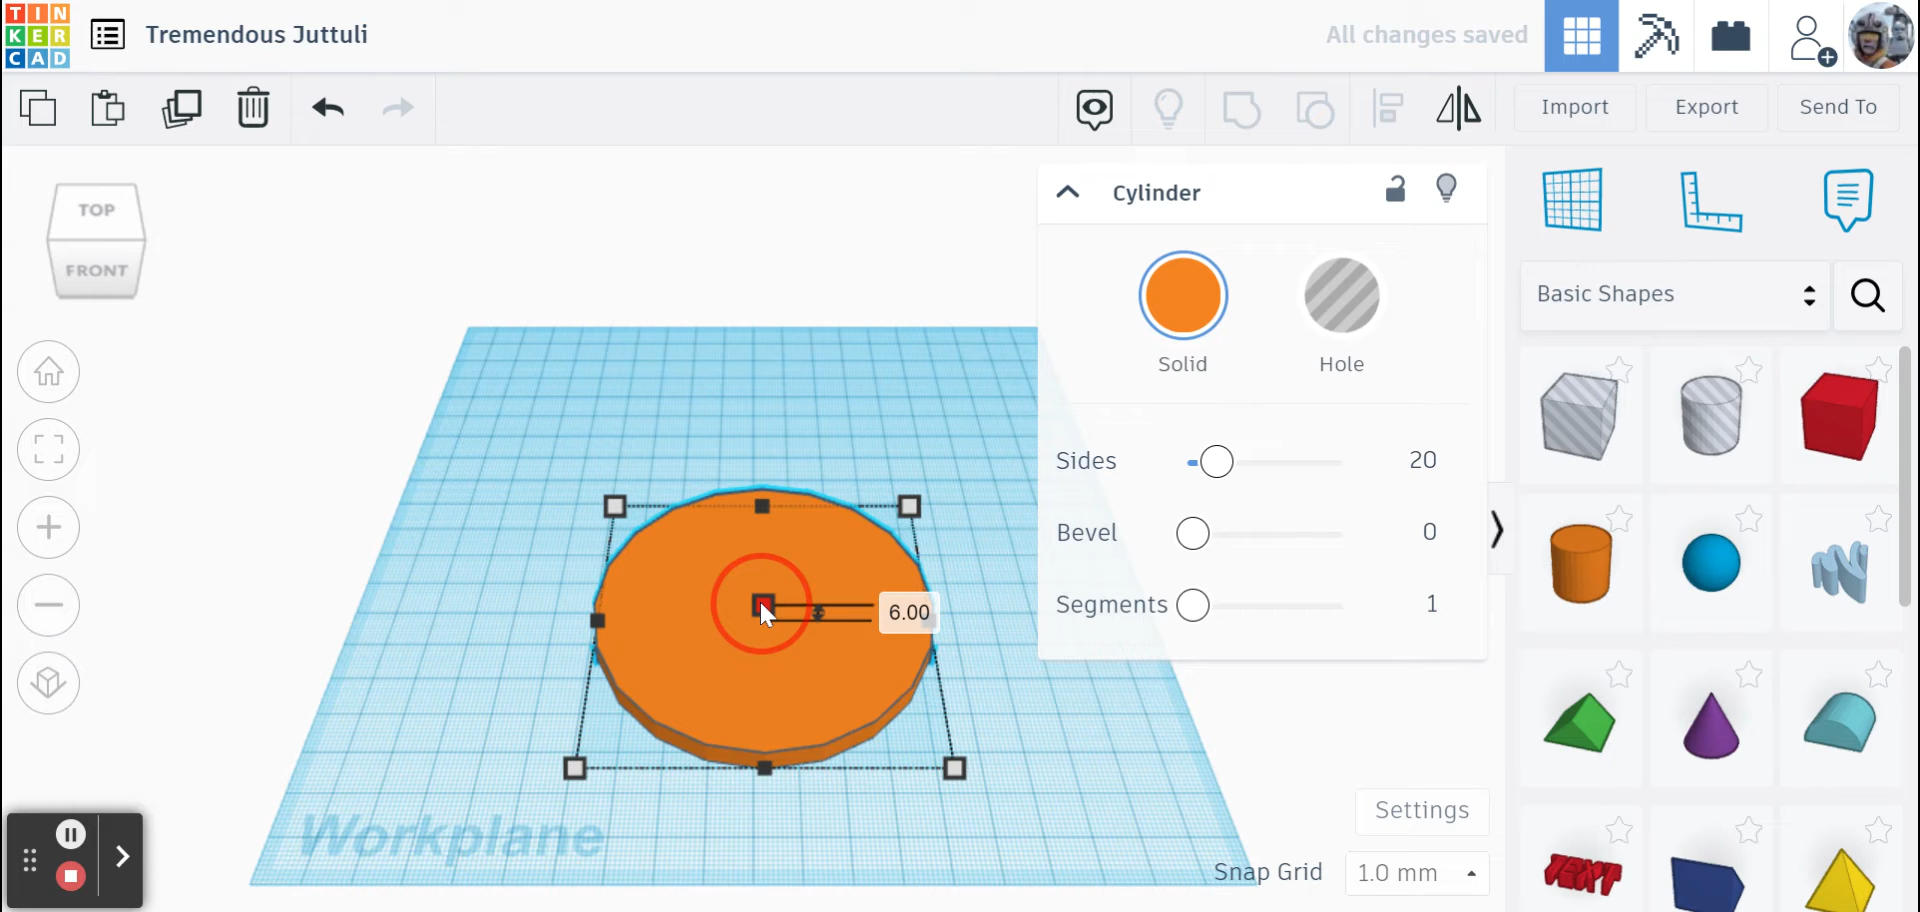 TIN
KER
CAD
Tremendous Juttuli
All changes saved
Import
Export
Send To
TOP
FRONT
Cylinder
Solid
Hole
Basic Shapes
Sides
20
Bevel
0
Segments
1
6.00
Workplane
Settings
Snap Grid
1.0 mm
TEXT